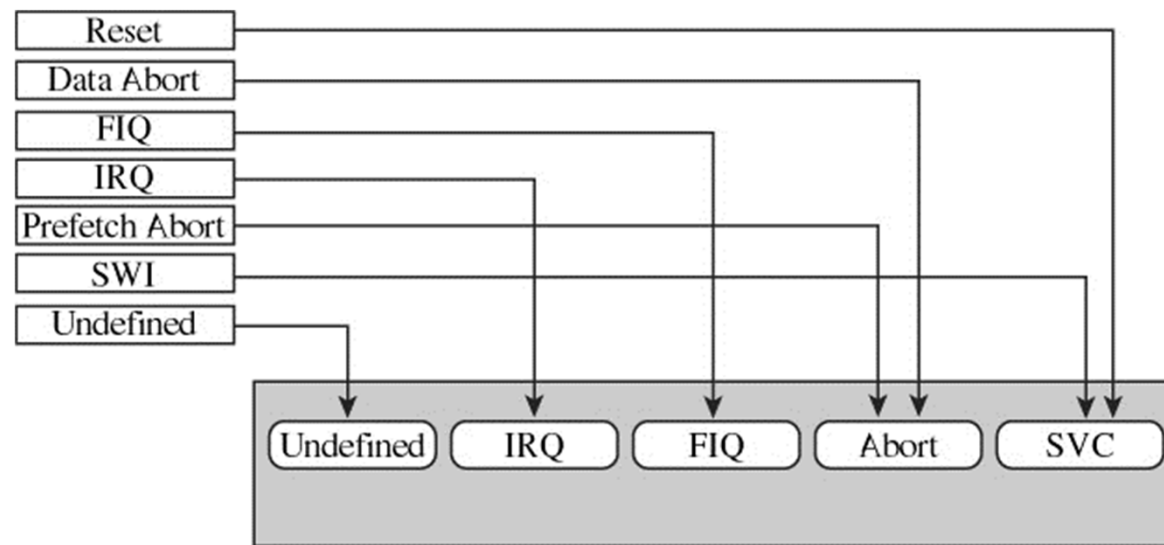 Reset
Data Abort
FIQ
IRQ
Prefetch Abort
SWI
Undefined
Undefined
IRQ
FIQ
Abort
SVC